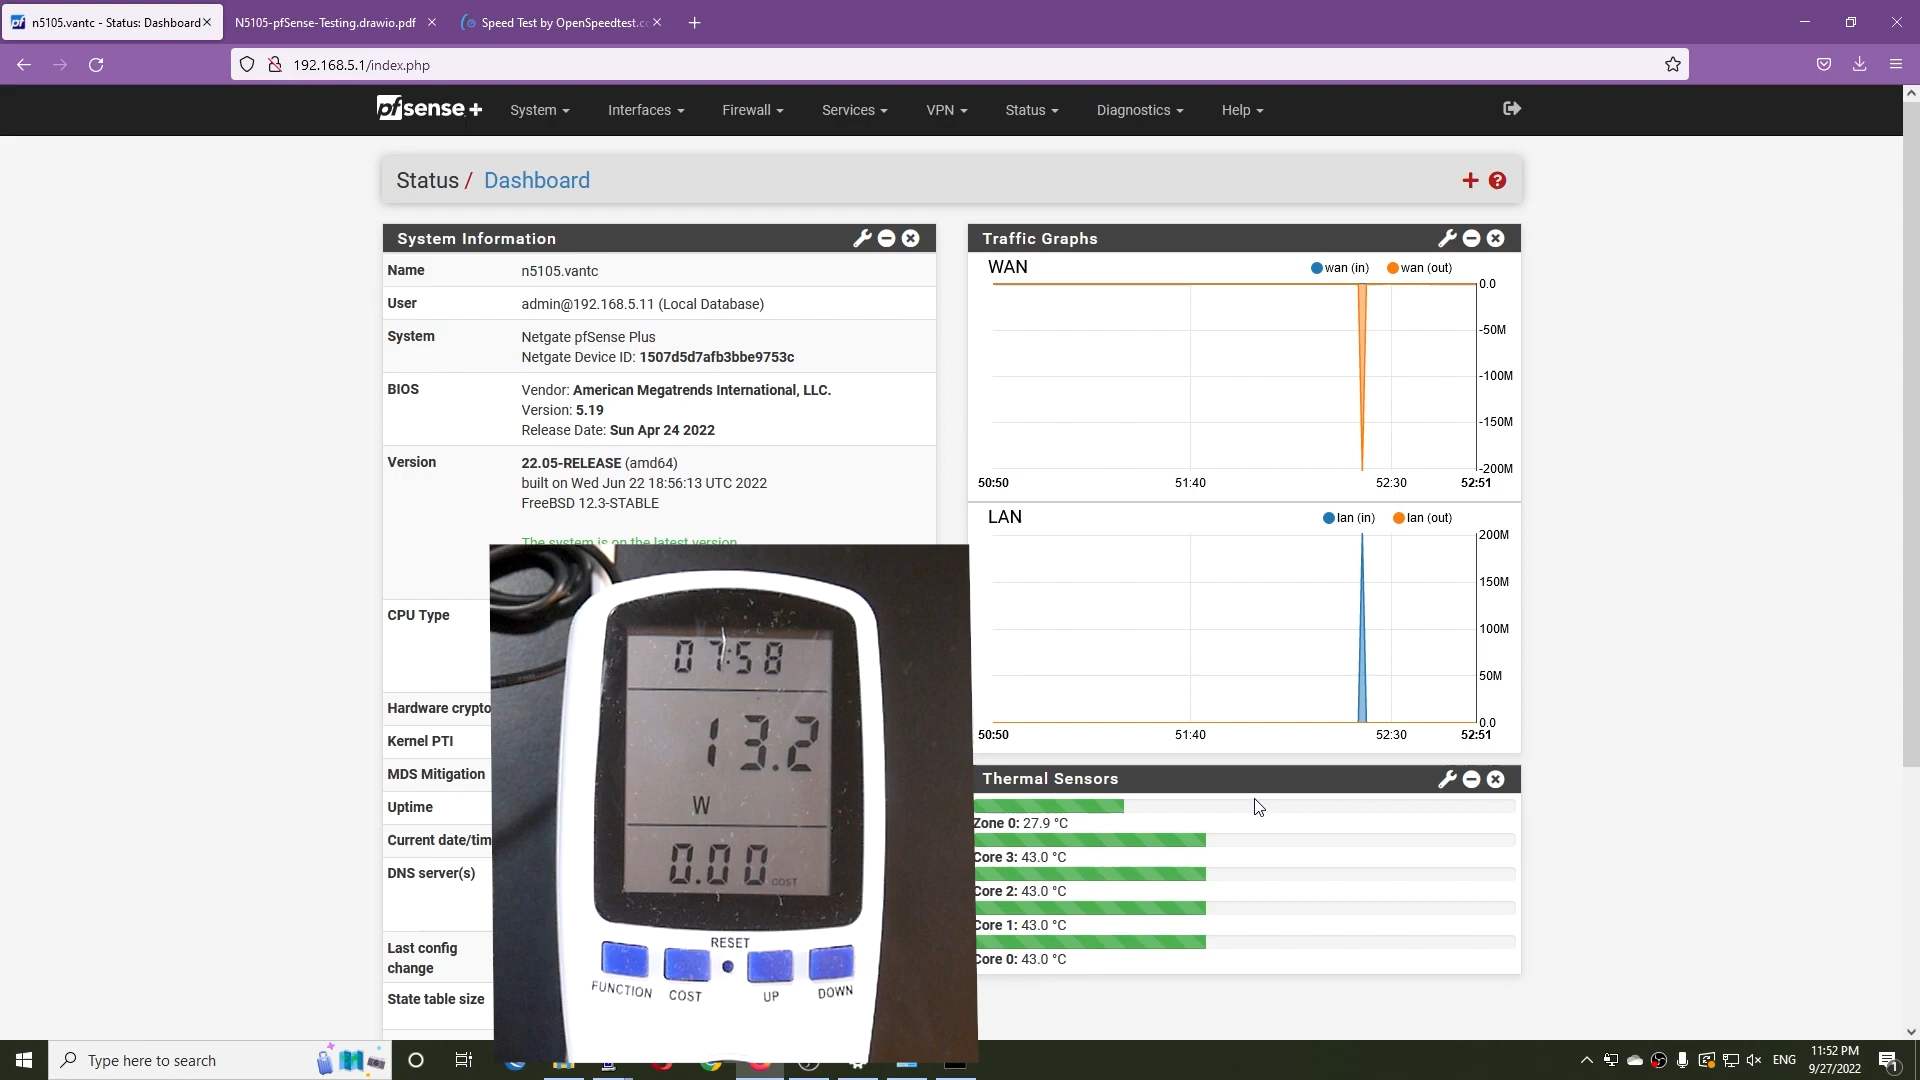 n5105.vantc - Status: Dashboard
N5105-pfSense-Testing.drawio.pdf
Speed Test by OpenSpeedtest.c
192.168.5.1/index.php
pfsense +
System
Interfaces
Firewall
Services
VPN
Status
Diagnostics
Help
Status / Dashboard
System Information
Name
n5105.vantc
User
admin@192.168.5.11 (Local Database)
System
Netgate pfSense Plus
Netgate Device ID: 1507d5d7afb3bbe9753c
BIOS
Vendor: American Megatrends International, LLC.
Version: 5.19
Release Date: Sun Apr 24 2022
Version
22.05-RELEASE (amd64)
built on Wed Jun 22 18:56:13 UTC 2022
FreeBSD 12.3-STABLE
The system is on the latest version
CPU Type
Hardware crypto
Kernel PTI
MDS Mitigation
Uptime
Current date/tim
DNS server(s)
Last config
change
State table size
07:58
13.2
W
0.00 COST
RESET
FUNCTION
COST
UP
DOWN
Traffic Graphs
WAN
wan (in)
wan (out)
0.0
-50M
-100M
-150M
-200M
50:50
51:40
52:30
52:51
LAN
lan (in)
lan (out)
200M
150M
100M
50M
0.0
50:50
51:40
52:30
52:51
Thermal Sensors
Zone 0: 27.9 °C
Core 3: 43.0 °C
Core 2: 43.0 °C
Core 1: 43.0 °C
Core 0: 43.0 °C
Type here to search
ENG
11:52 PM
9/27/2022
1